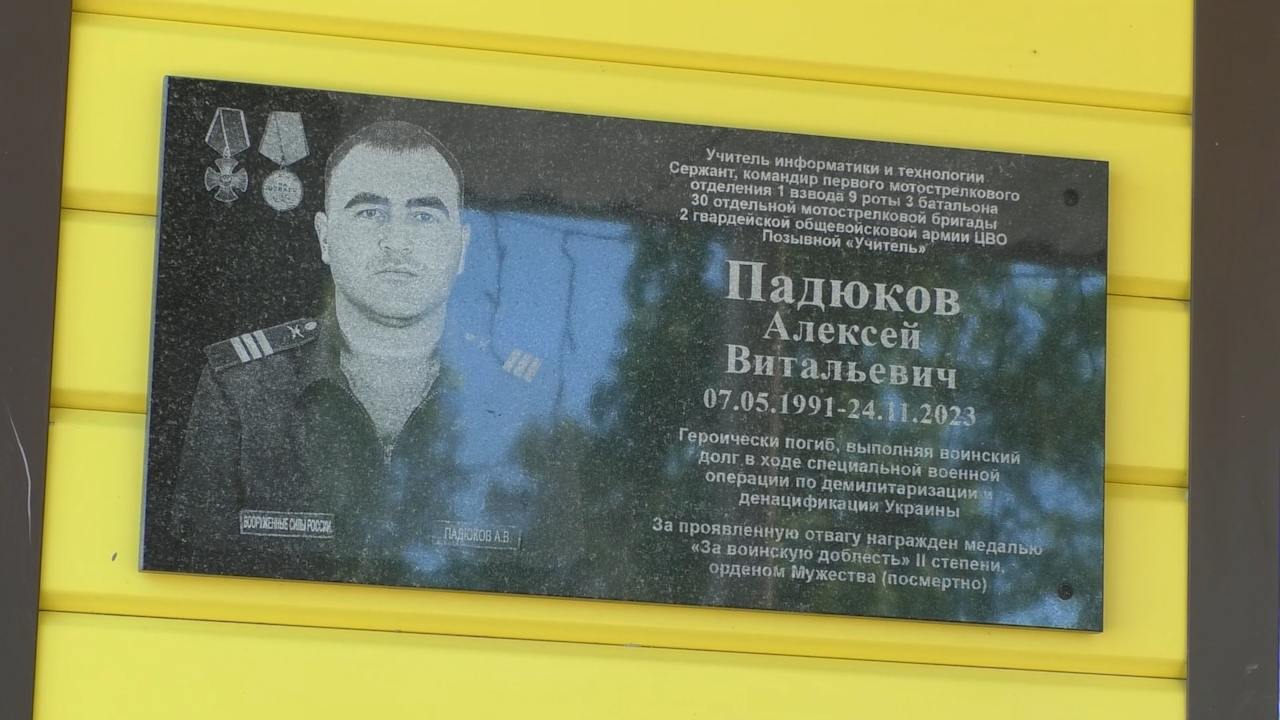 Учитель информатики и технологии
Сержант, командир первого мотострелкового
отделения 1 взвода 9 роты 3 батальона
30 отдельной мотострелковой бригады
2 гвардейской общевойсковой армии ЦВО
Позывной «Учитель»
Падюков
Алексей
Витальевич
07.05.1991-24.11.2023
Героически погиб, выполняя воинский
долг в ходе специальной военной
операции по демилитаризации и
денацификации Украины
За проявленную отвагу награжден медалью
«За воинскую доблесть» II степени,
орденом Мужества (посмертно)
ВООРУЖЕННЫЕ СИЛЫ РОССИИ
ПАДЮКОВ А.В.